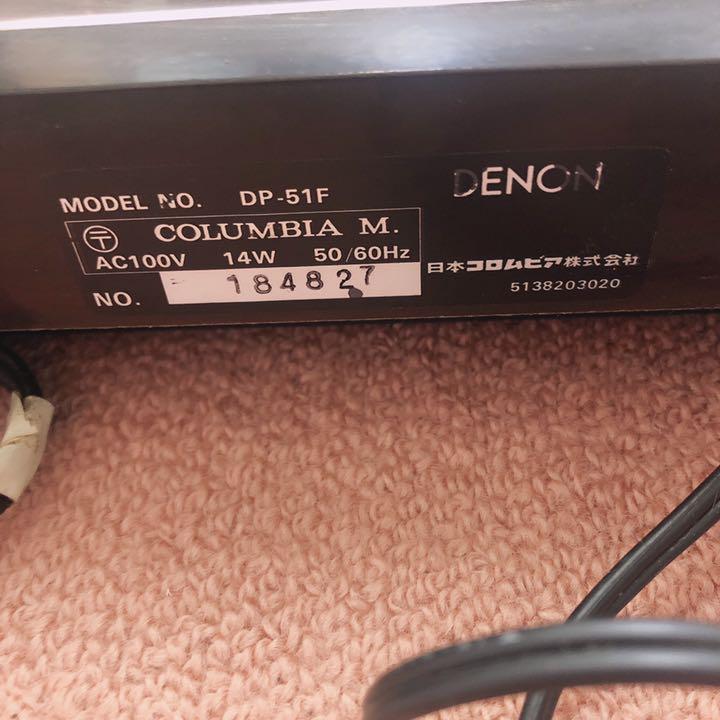 DENON
MODEL NO. DP-51F
〒 COLUMBIA M.
AC100V 14W 50/60Hz
日本コロムビア株式会社
NO. 184827
5138203020